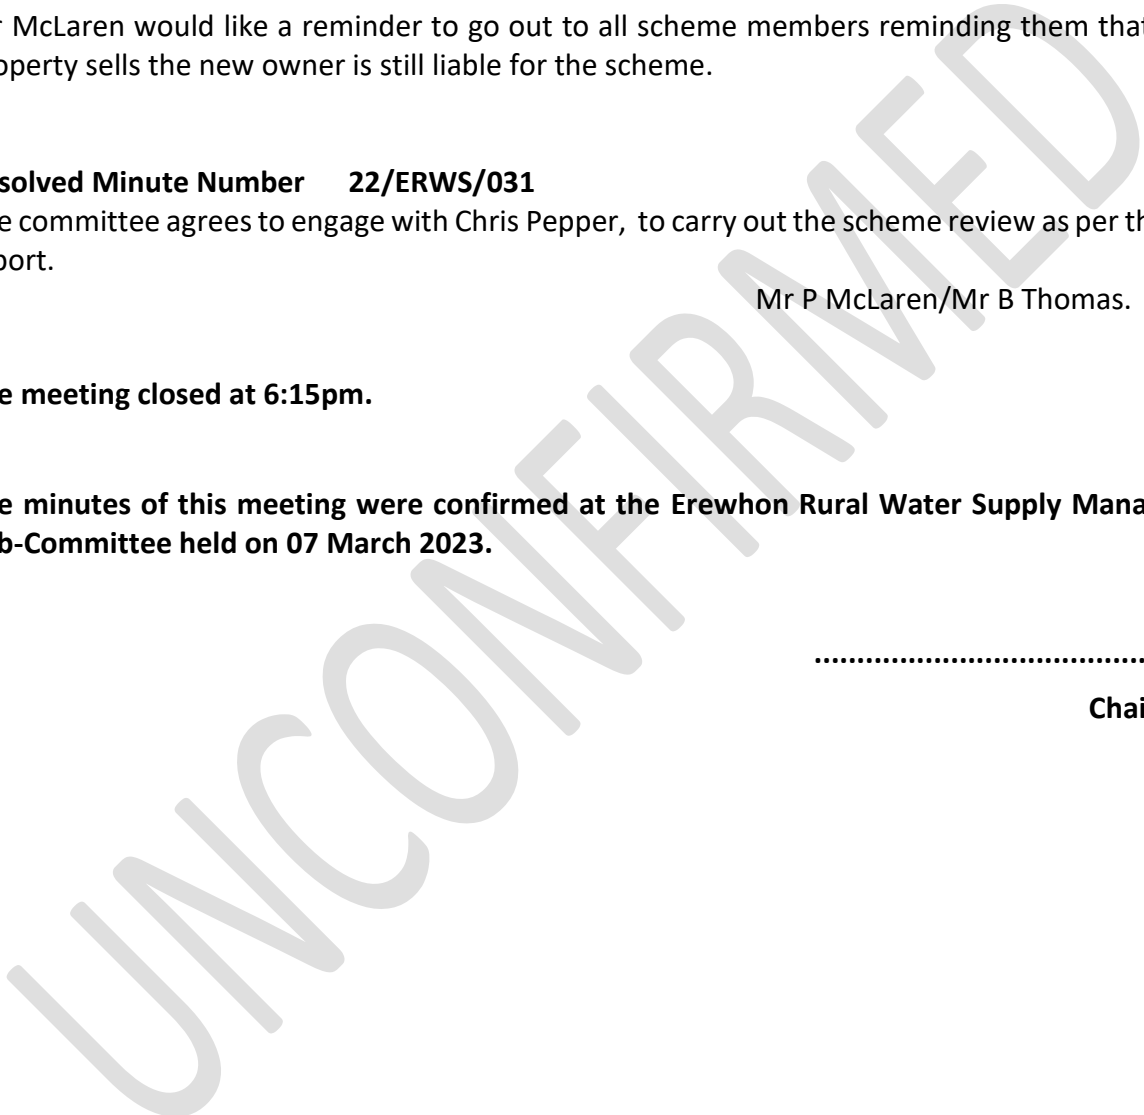 r McLaren would like a reminder to go out to all scheme members reminding them that
operty sells the new owner is still liable for the scheme.
solved Minute Number 22/ERWS/031
e committee agrees to engage with Chris Pepper, to carry out the scheme review as per th
port.
Mr P McLaren/Mr B Thomas.
e meeting closed at 6:15pm.
e minutes of this meeting were confirmed at the Erewhon Rural Water Supply Mana
b-Committee held on 07 March 2023.
........................................
Chai
UNCONFIRMED